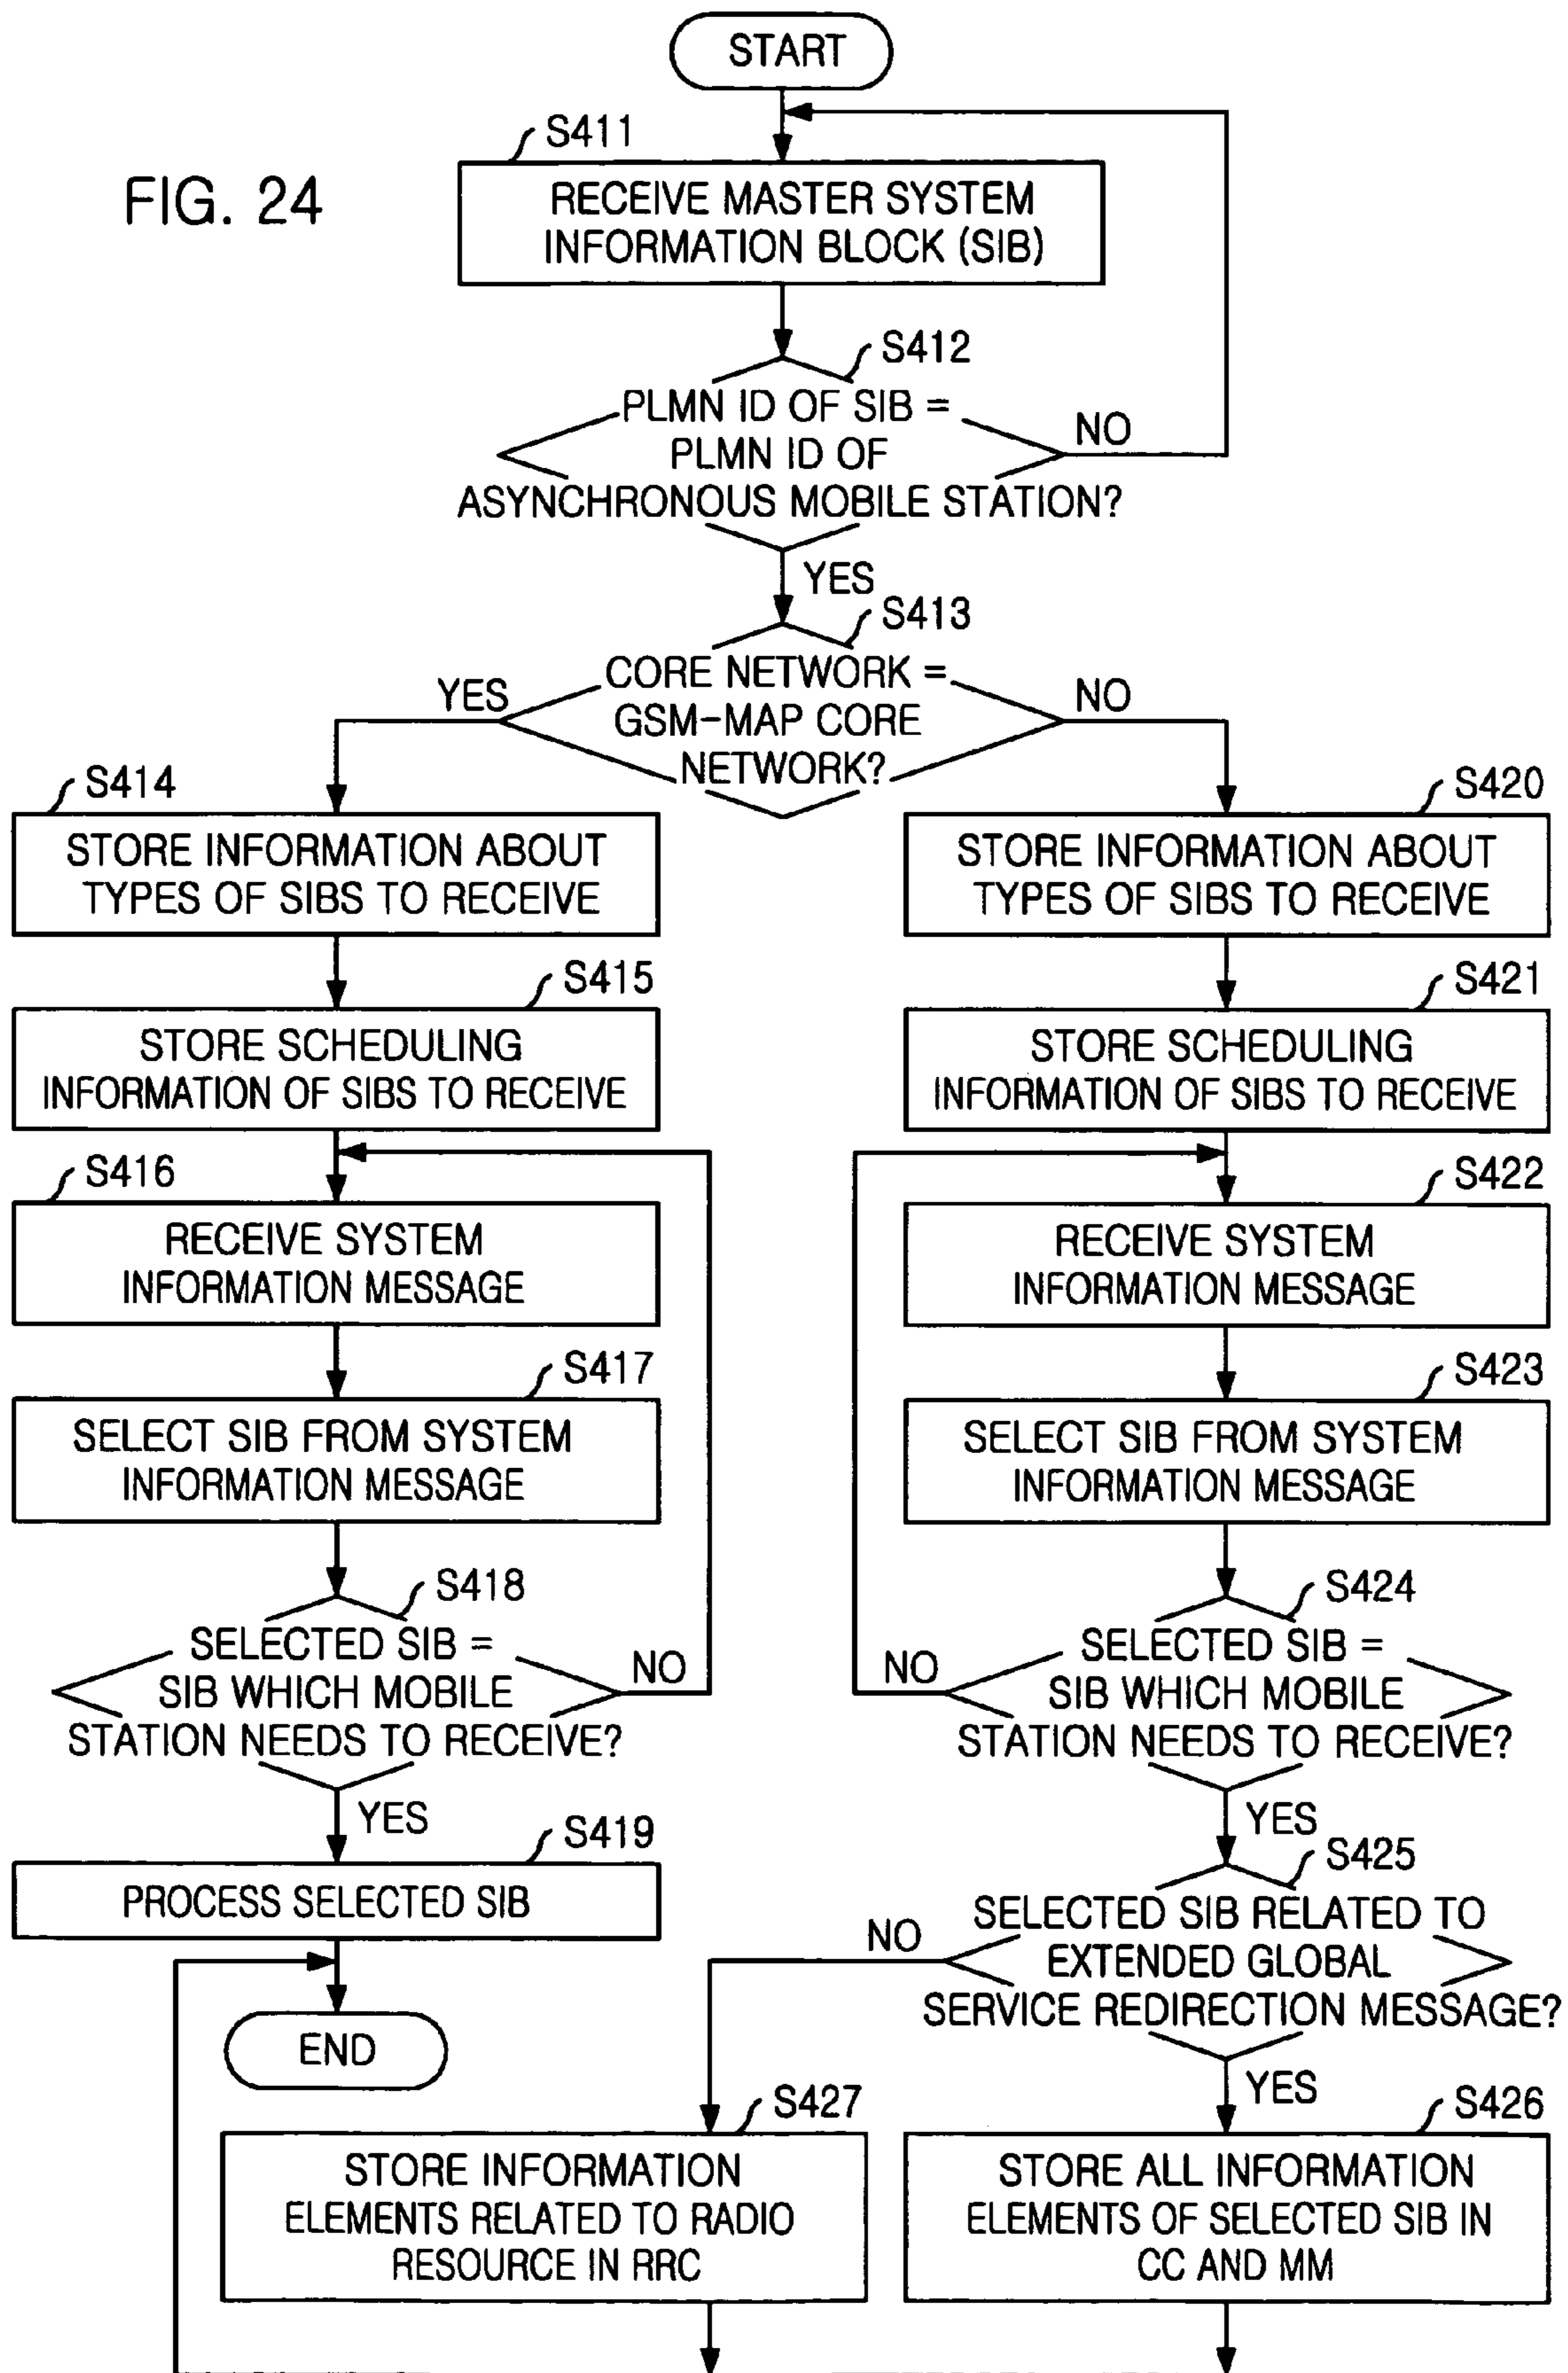 START
S411
FIG. 24
RECEIVE MASTER SYSTEM
INFORMATION BLOCK (SIB)
S412
PLMN ID OF SIB =
PLMN ID OF
ASYNCHRONOUS MOBILE STATION?
NO
YES
S413
CORE NETWORK =
GSM-MAP CORE
NETWORK?
YES
NO
S414
STORE INFORMATION ABOUT
TYPES OF SIBS TO RECEIVE
S415
STORE SCHEDULING
INFORMATION OF SIBS TO RECEIVE
S416
RECEIVE SYSTEM
INFORMATION MESSAGE
S417
SELECT SIB FROM SYSTEM
INFORMATION MESSAGE
S418
SELECTED SIB =
SIB WHICH MOBILE
STATION NEEDS TO RECEIVE?
NO
YES
S419
PROCESS SELECTED SIB
END
S420
STORE INFORMATION ABOUT
TYPES OF SIBS TO RECEIVE
S421
STORE SCHEDULING
INFORMATION OF SIBS TO RECEIVE
S422
RECEIVE SYSTEM
INFORMATION MESSAGE
S423
SELECT SIB FROM SYSTEM
INFORMATION MESSAGE
S424
SELECTED SIB =
SIB WHICH MOBILE
STATION NEEDS TO RECEIVE?
NO
YES
S425
SELECTED SIB RELATED TO
EXTENDED GLOBAL
SERVICE REDIRECTION MESSAGE?
NO
YES
S427
STORE INFORMATION
ELEMENTS RELATED TO RADIO
RESOURCE IN RRC
S426
STORE ALL INFORMATION
ELEMENTS OF SELECTED SIB IN
CC AND MM